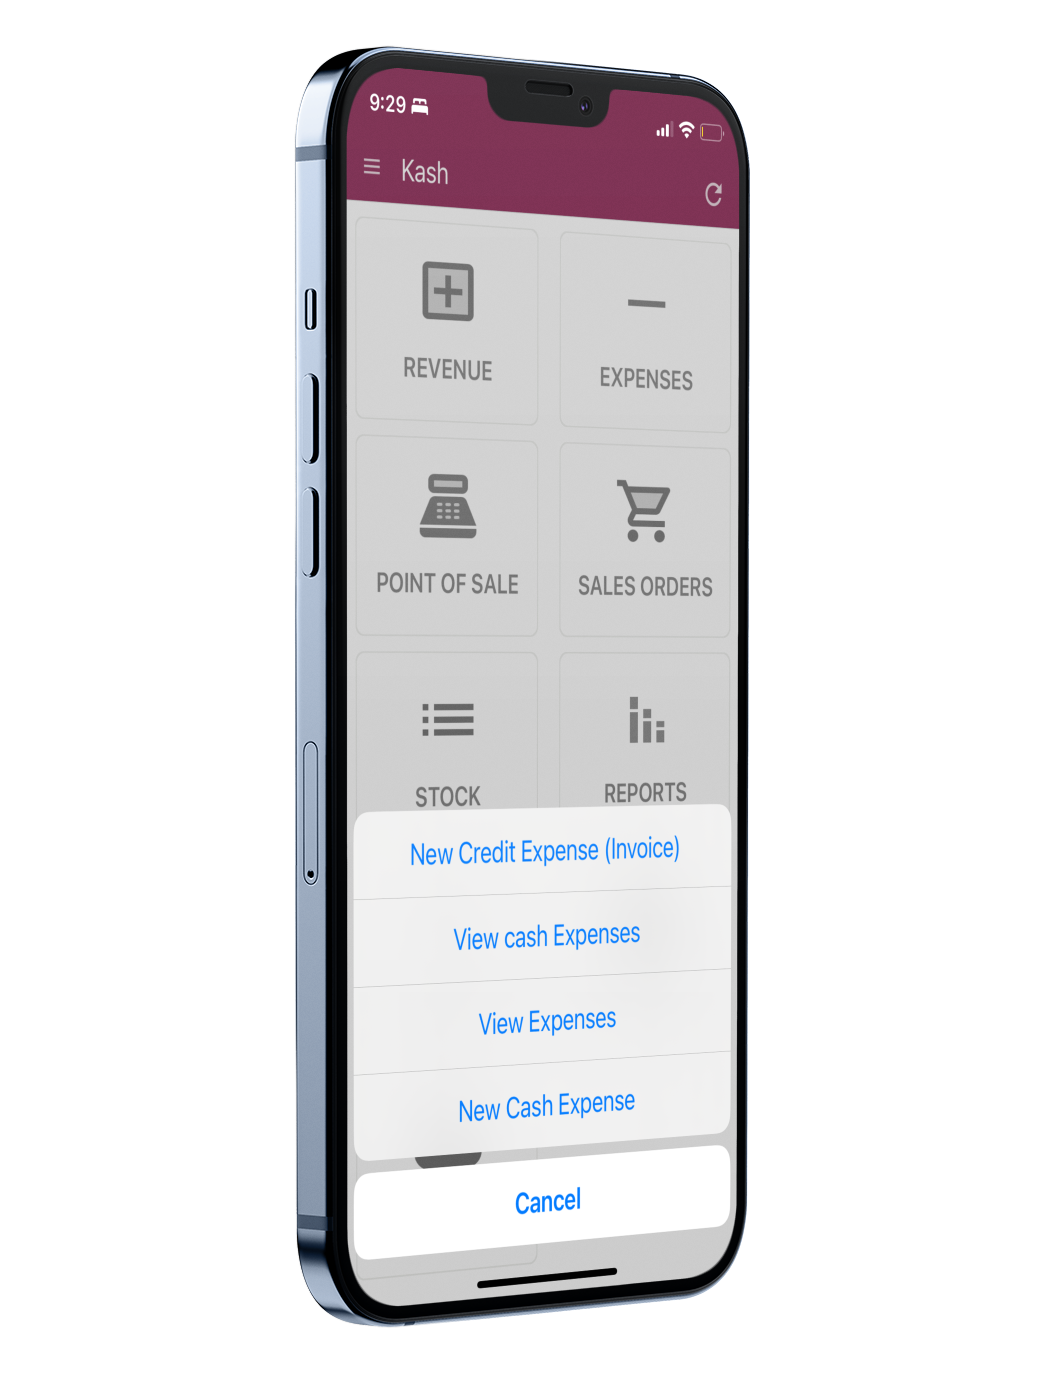 9:29
Kash
REVENUE
EXPENSES
POINT OF SALE
SALES ORDERS
STOCK
REPORTS
New Credit Expense (Invoice)
View cash Expenses
View Expenses
New Cash Expense
Cancel